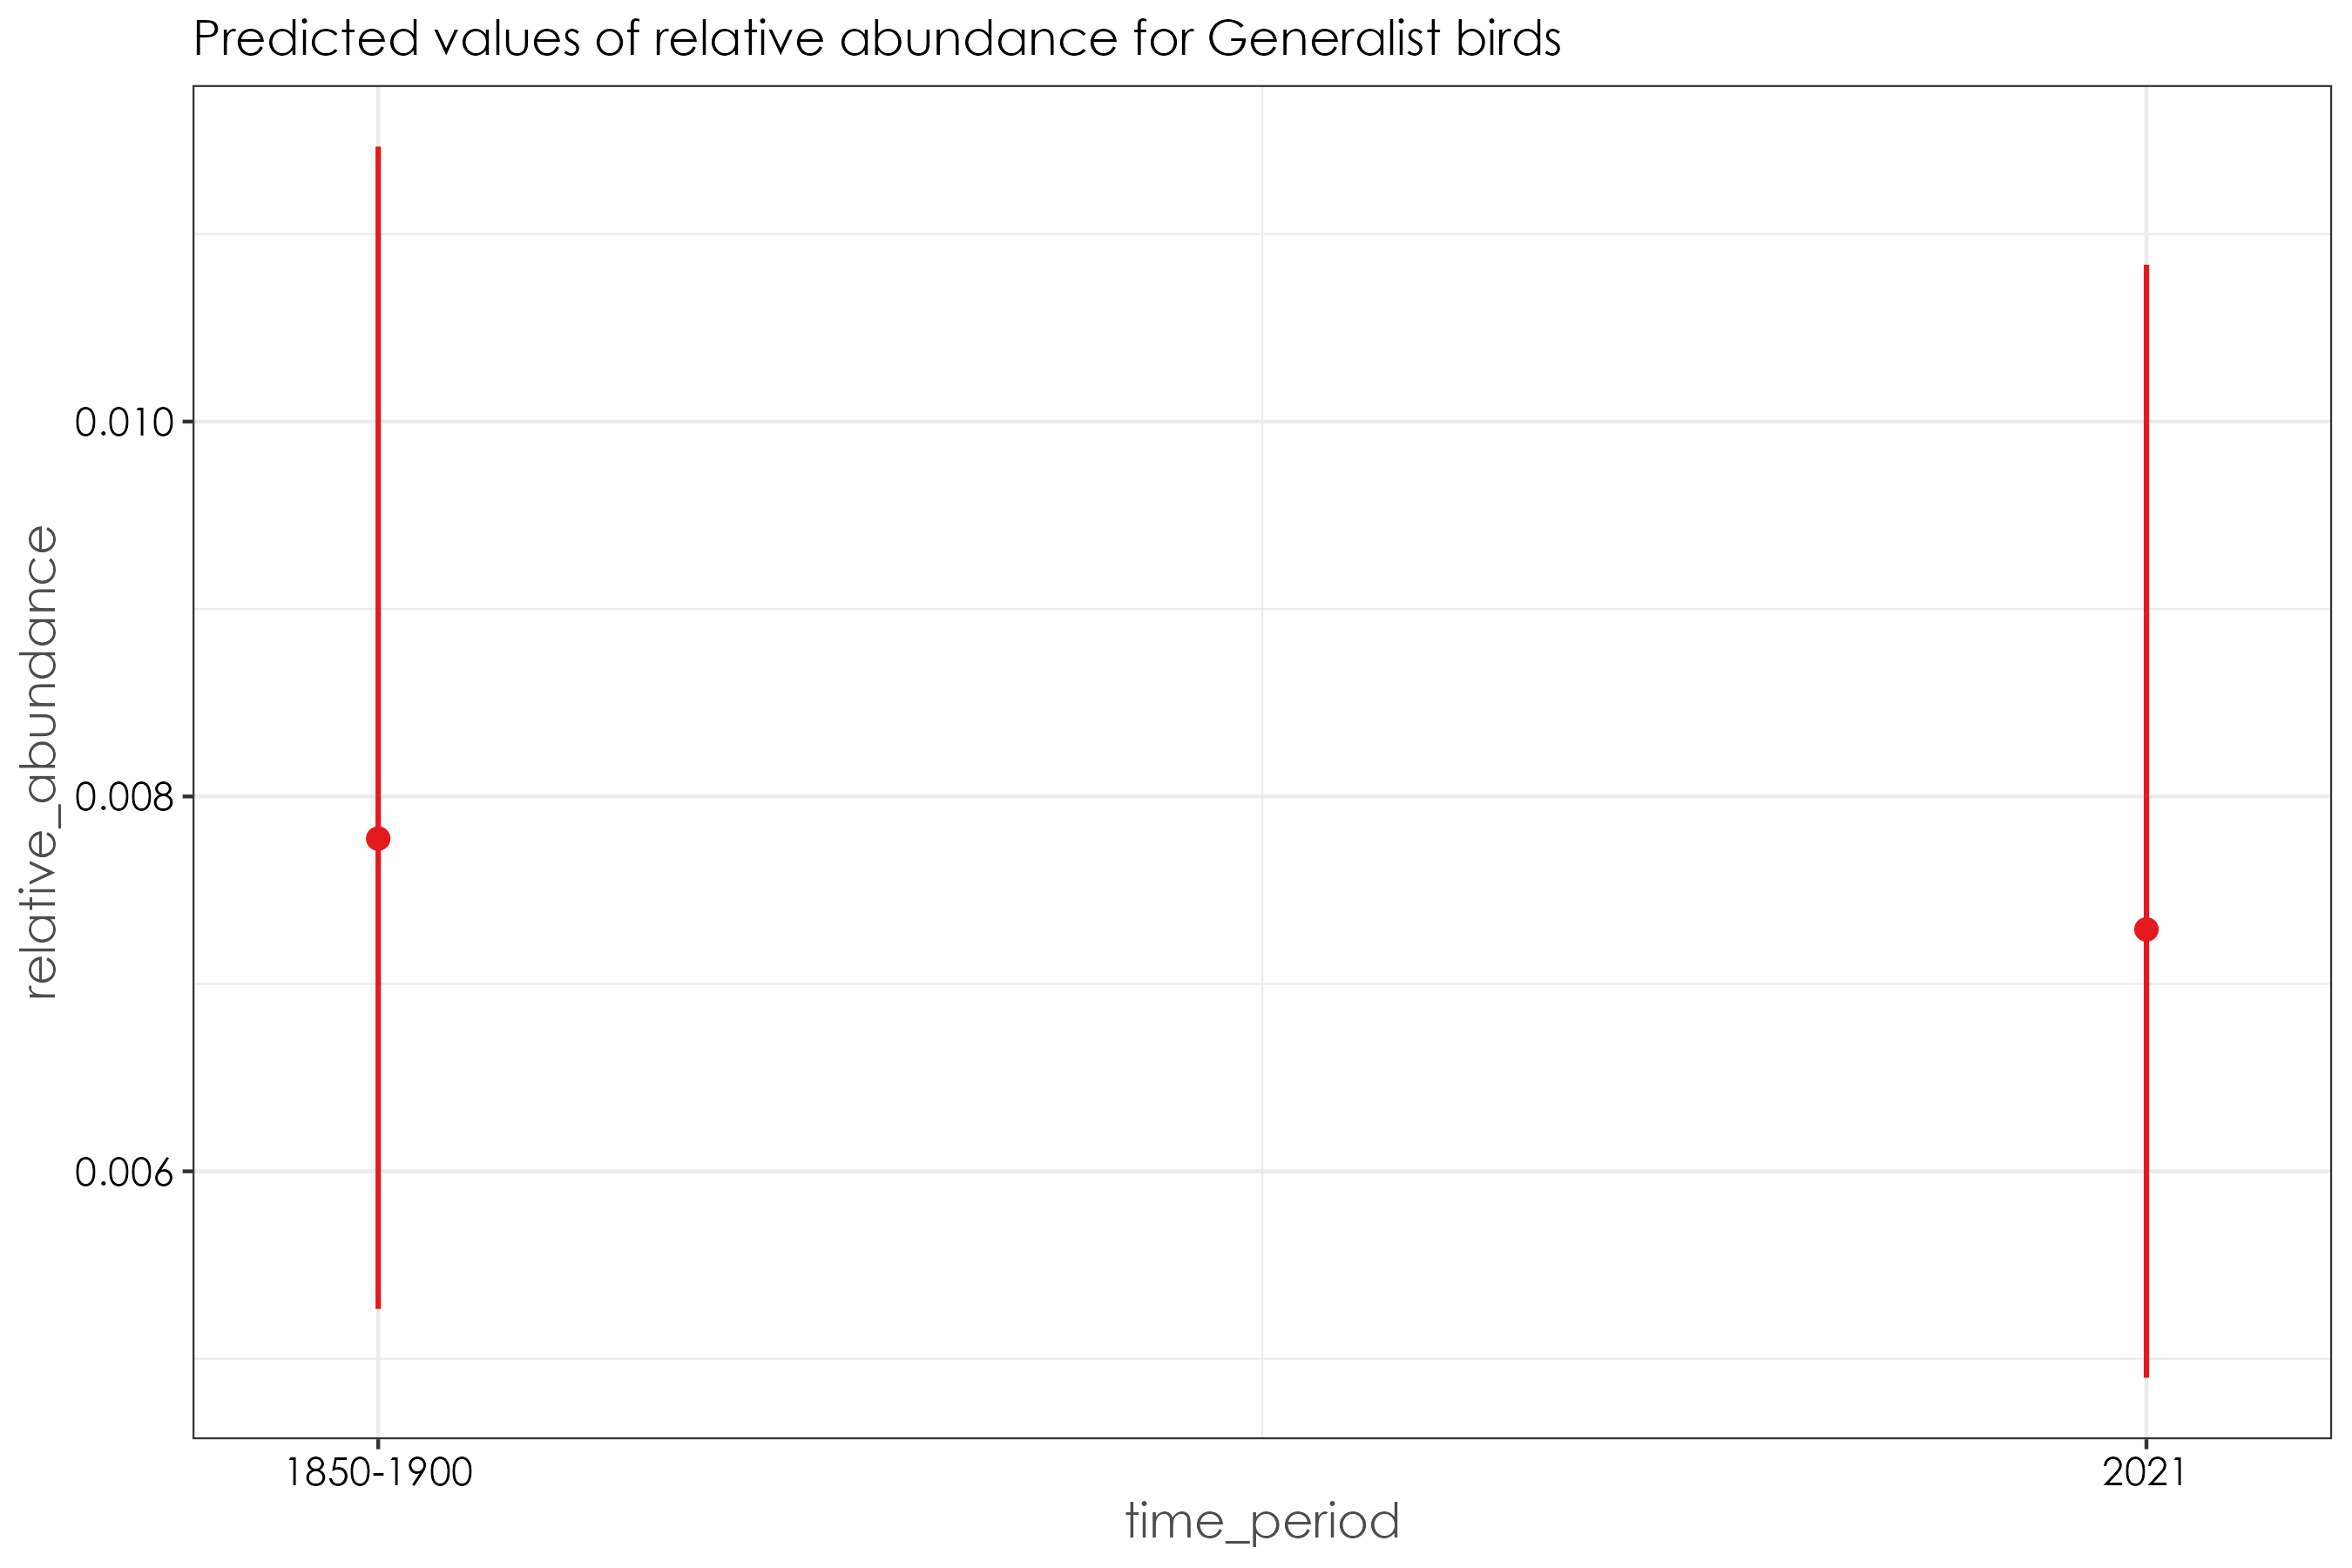 Predicted values of relative abundance for Generalist birds
relative_abundance
0.010
0.008
0.006
1850-1900
2021
time_period